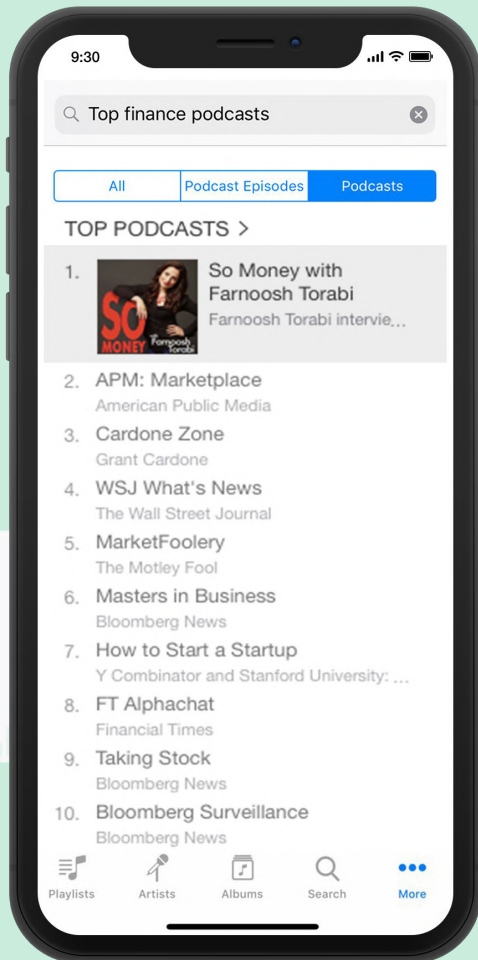 9:30
Top finance podcasts
All
Podcast Episodes
Podcasts
TOP PODCASTS >
1.
SO
MONEY
Farnoosh
Torabi
So Money with
Farnoosh Torabi
Farnoosh Torabi intervie...
2. APM: Marketplace
American Public Media
3. Cardone Zone
Grant Cardone
4. WSJ What's News
The Wall Street Journal
5. MarketFoolery
The Motley Fool
6. Masters in Business
Bloomberg News
7. How to Start a Startup
Y Combinator and Stanford University: ...
8. FT Alphachat
Financial Times
9. Taking Stock
Bloomberg News
10. Bloomberg Surveillance
Bloomberg News
Playlists
Artists
Albums
Search
More